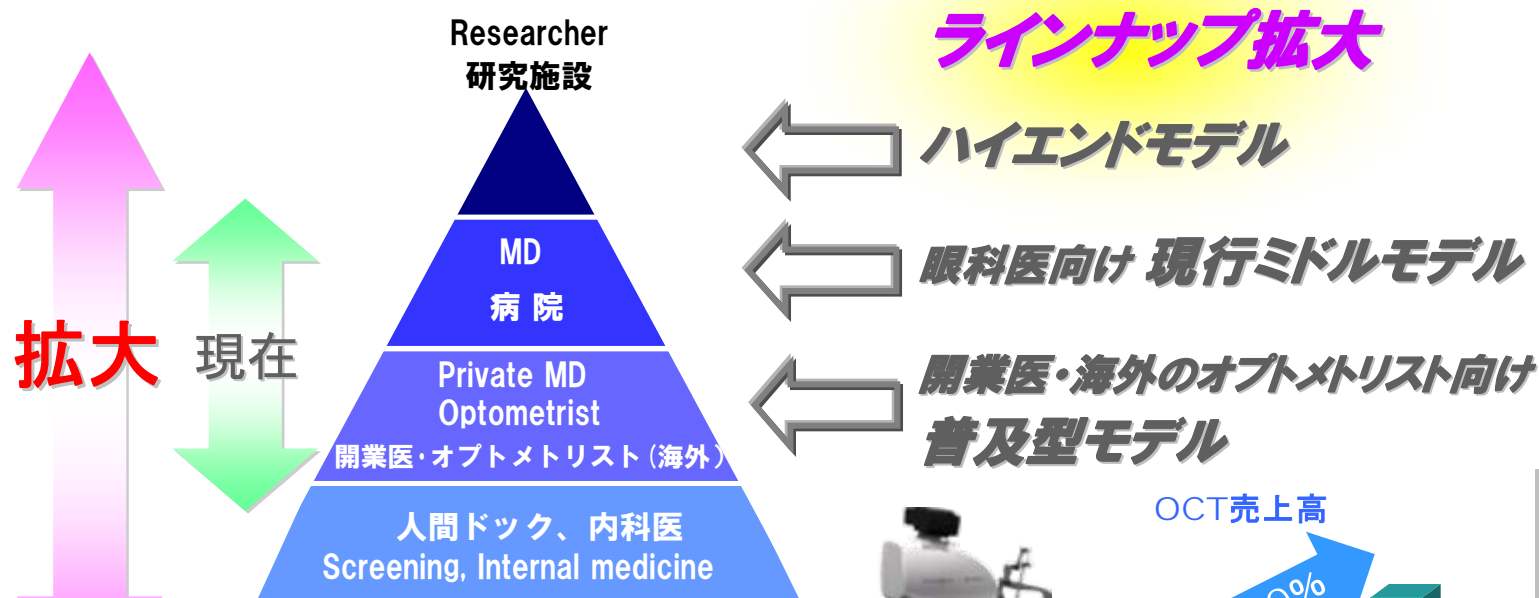 Researcher
研究施設
ラインナップ拡大
ハイエンドモデル
MD
病 院
眼科医向け 現行ミドルモデル
拡大
現在
Private MD
Optometrist
開業医・オプトメトリスト（海外）
開業医・海外のオプトメトリスト向け
普及型モデル
人間ドック、内科医
Screening, Internal medicine
OCT売上高